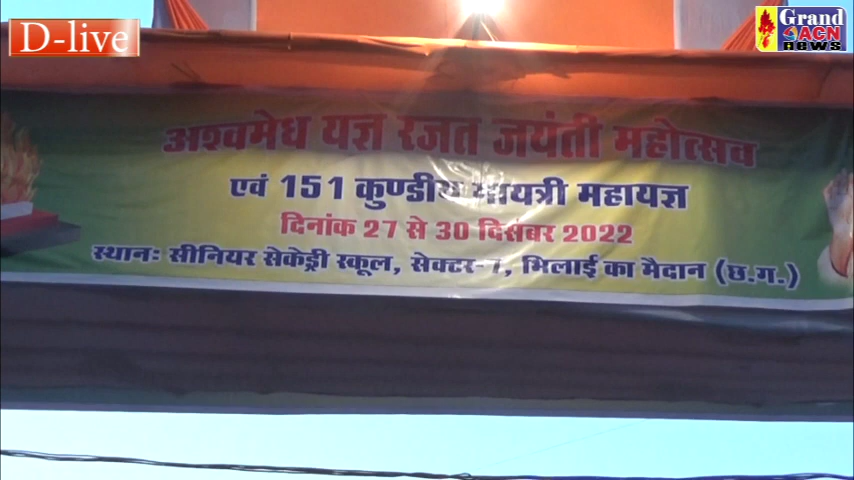 D-live
Grand
ACN
NEWS
अश्वमेध यज्ञ रजत जयंती महोत्सव
एवं 151 कुण्डीय गायत्री महायज्ञ
दिनांक 27 से 30 दिसंबर 2022
स्थानः सीनियर सेकेड्री स्कूल, सेक्टर-7, भिलाई का मैदान (छ.ग.)